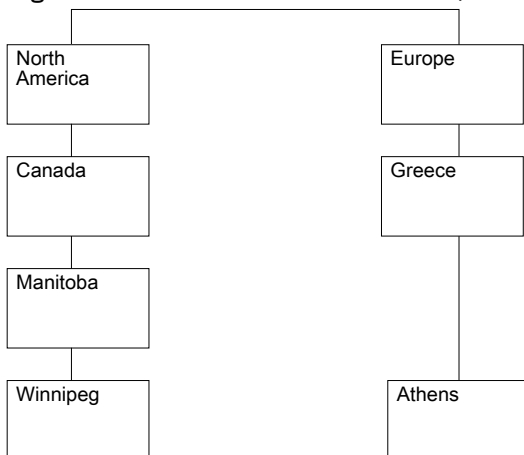 North
America
Europe
Canada
Greece
Manitoba
Winnipeg
Athens